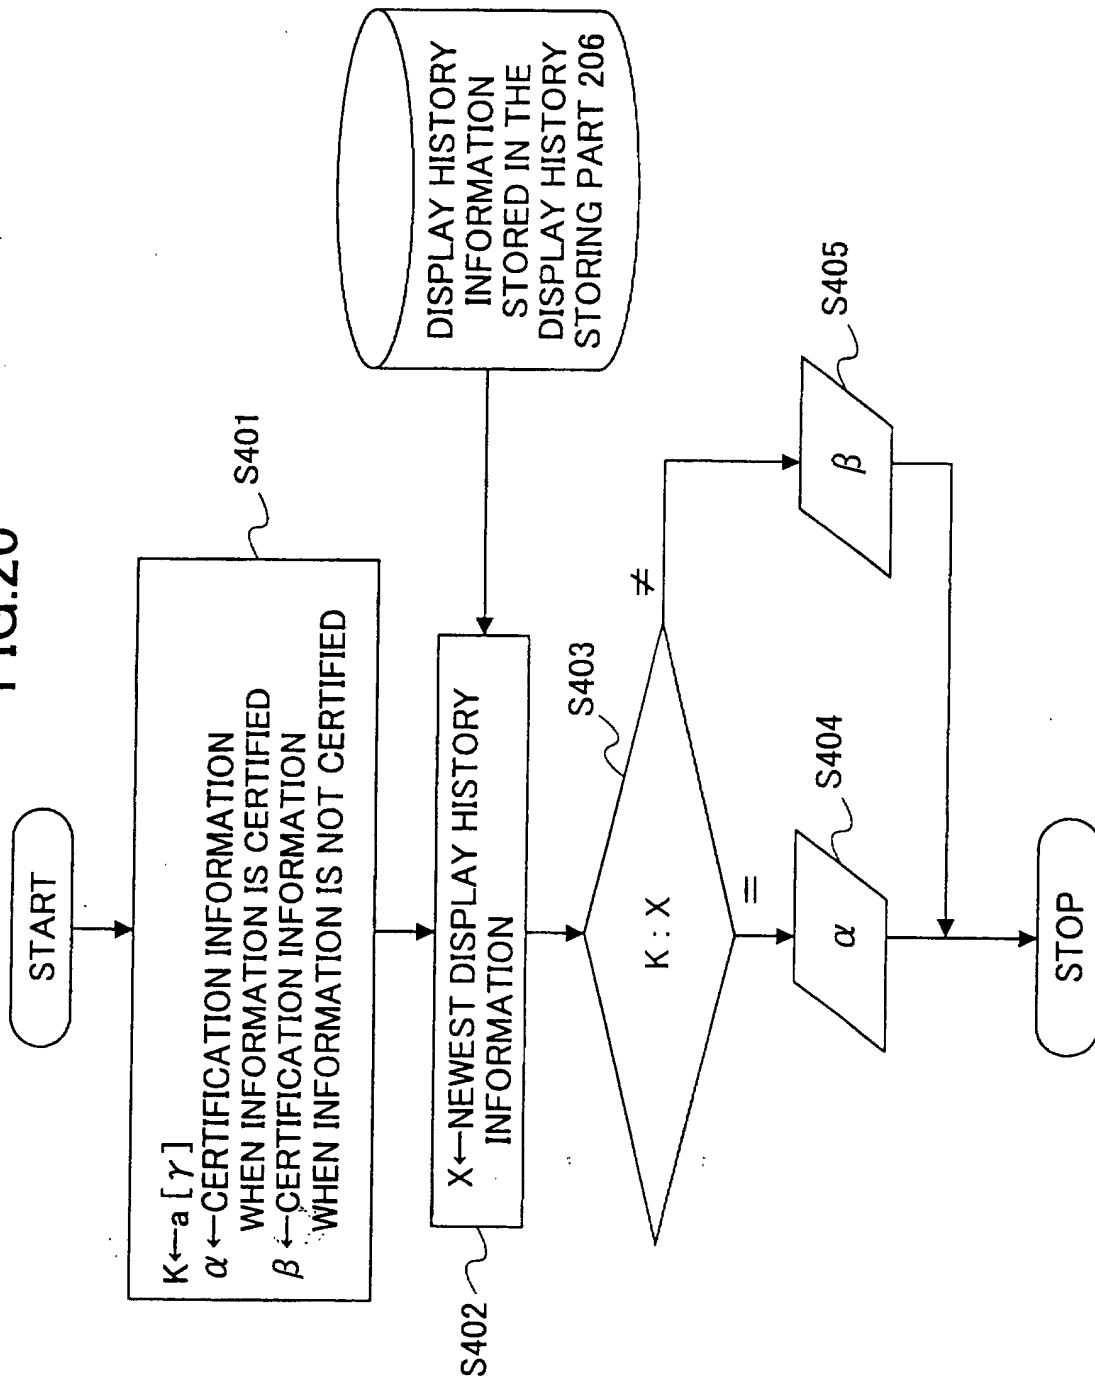 START
K←a[γ]
α←CERTIFICATION INFORMATION
WHEN INFORMATION IS CERTIFIED
β←CERTIFICATION INFORMATION
WHEN INFORMATION IS NOT CERTIFIED
S401
S402
X←NEWEST DISPLAY HISTORY
INFORMATION
DISPLAY HISTORY
INFORMATION
STORED IN THE
DISPLAY HISTORY
STORING PART 206
S403
K : X
≠
=
α
S404
β
S405
STOP